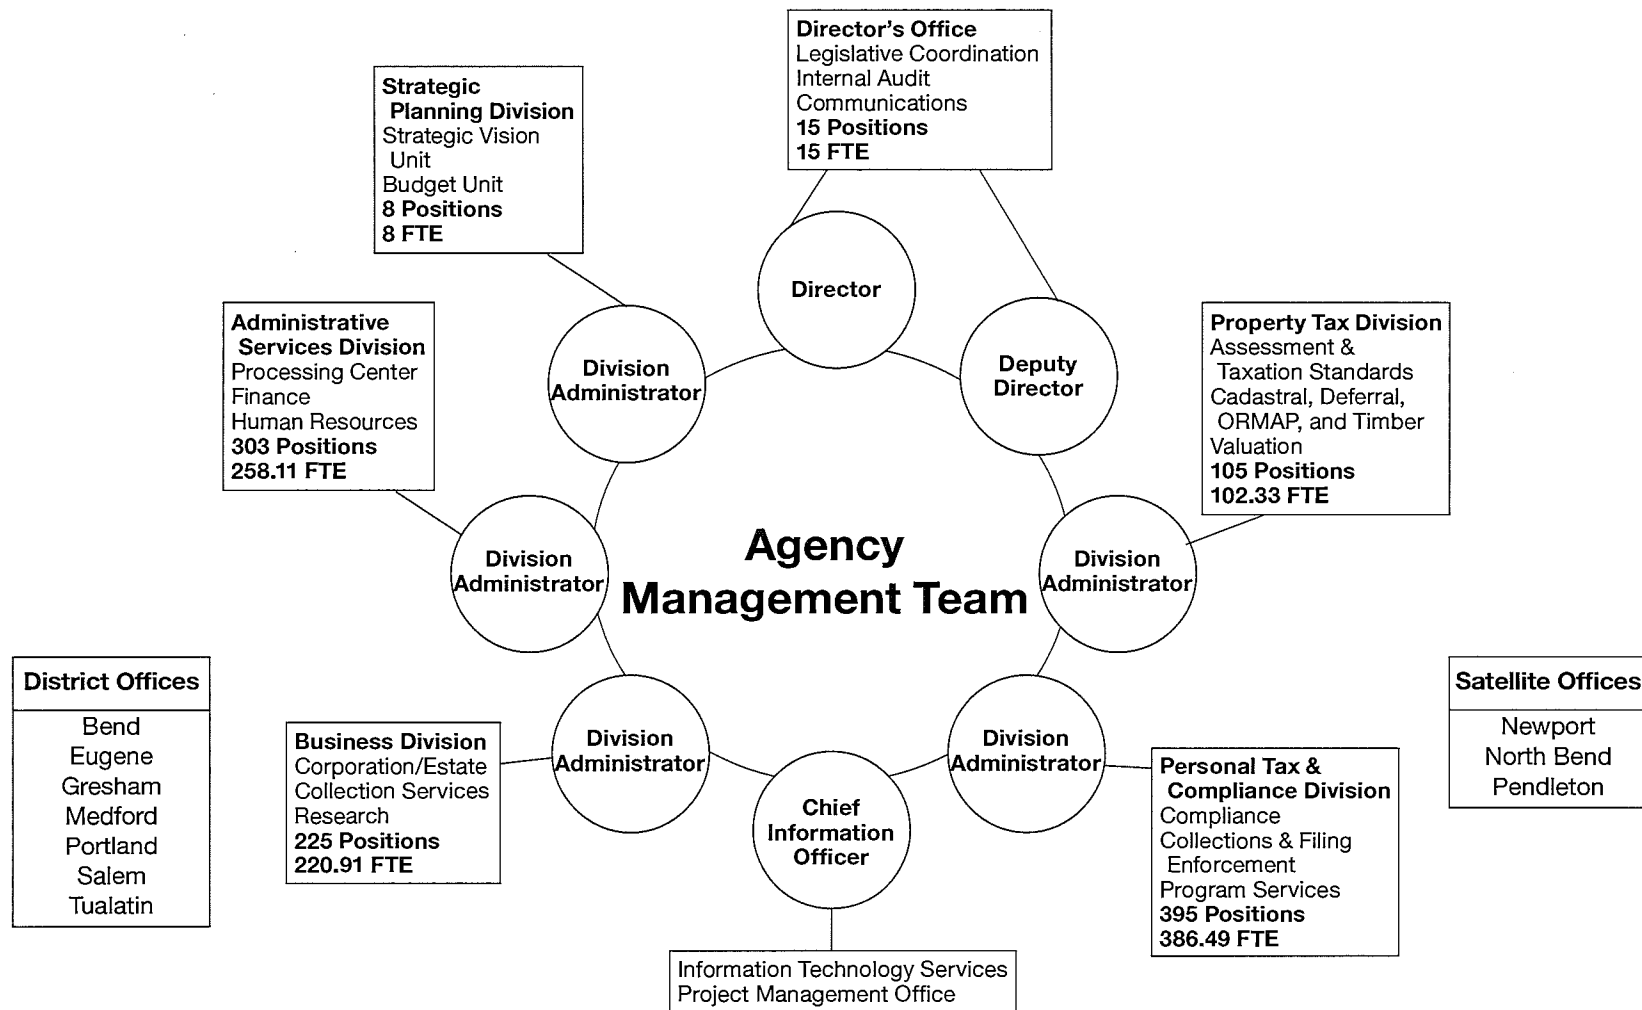 Director's Office
Legislative Coordination
Internal Audit
Communications
15 Positions
15 FTE
Strategic
Planning Division
Strategic Vision
Unit
Budget Unit
8 Positions
8 FTE
Director
Administrative
Services Division
Processing Center
Finance
Human Resources
303 Positions
258.11 FTE
Division
Administrator
Deputy
Director
Property Tax Division
Assessment &
Taxation Standards
Cadastral, Deferral,
ORMAP, and Timber
Valuation
105 Positions
102.33 FTE
Division
Administrator
Agency
Management Team
Division
Administrator
District Offices
Bend
Eugene
Gresham
Medford
Portland
Salem
Tualatin
Business Division
Corporation/Estate
Collection Services
Research
225 Positions
220.91 FTE
Division
Administrator
Chief
Information
Officer
Division
Administrator
Personal Tax &
Compliance Division
Compliance
Collections & Filing
Enforcement
Program Services
395 Positions
386.49 FTE
Satellite Offices
Newport
North Bend
Pendleton
Information Technology Services
Project Management Office